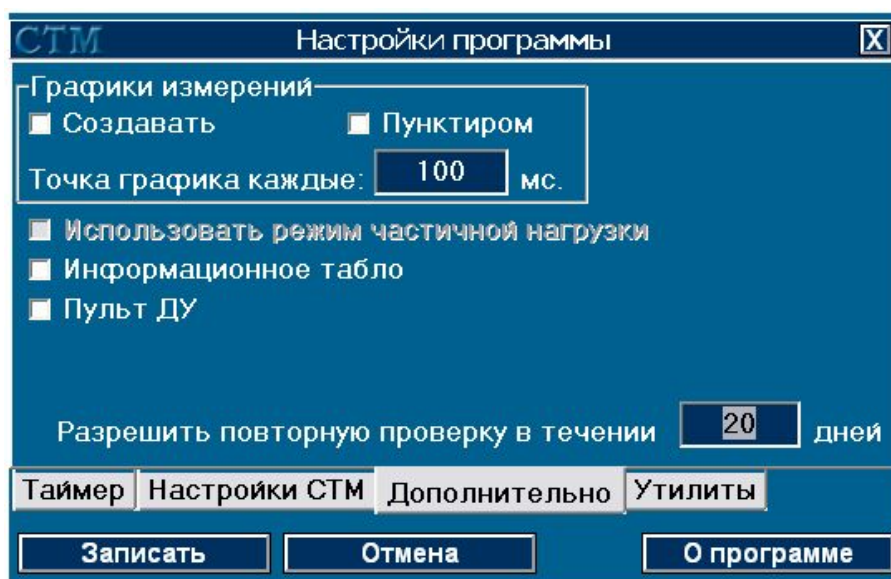 СТМ Настройки программы X
Графики измерений
Создавать Пунктиром
Точка графика каждые: 100 мс.
Использовать режим частичной нагрузки
Информационное табло
Пульт ДУ
Разрешить повторную проверку в течении 20 дней
Таймер Настройки СТМ Дополнительно Утилиты
Записать Отмена О программе